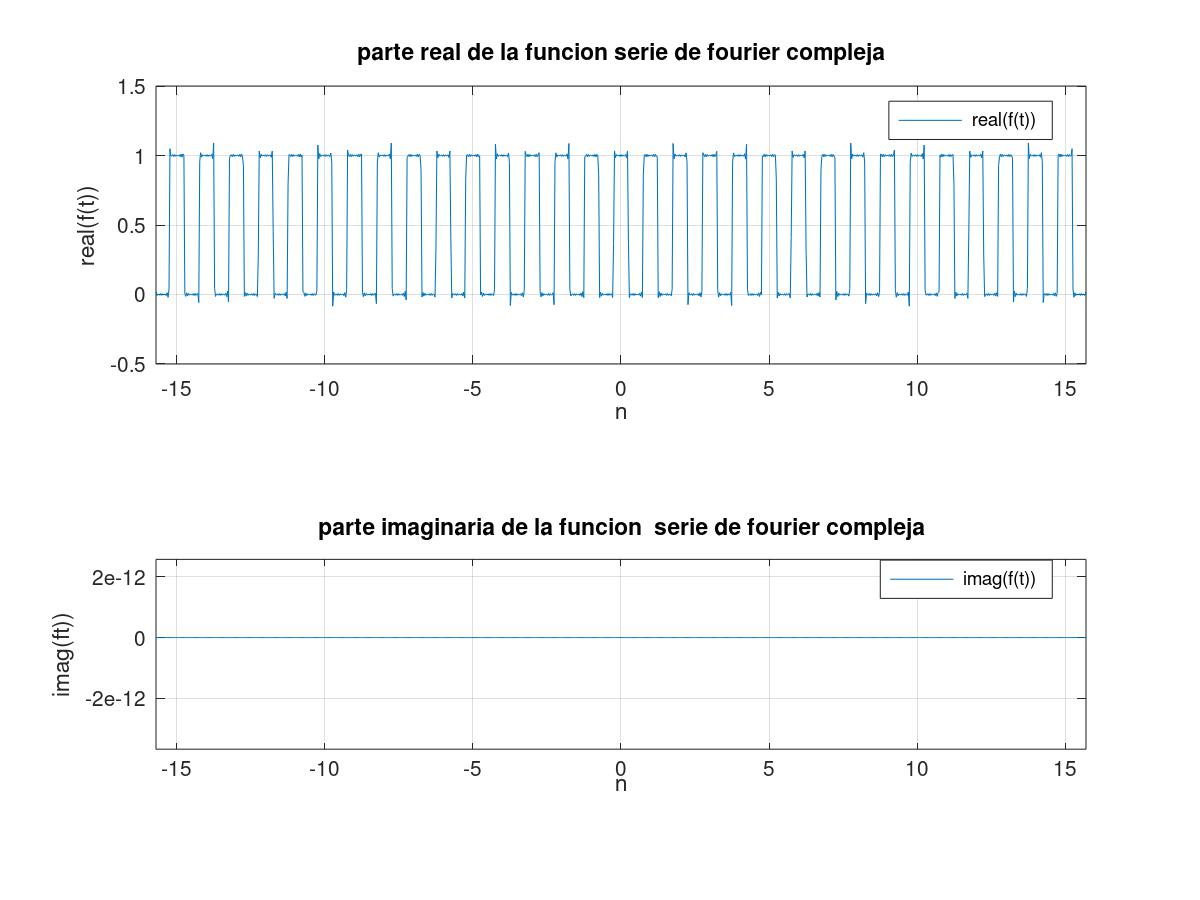 parte real de la funcion serie de fourier compleja
1.5
real(f(t))
1
real(f(t))
0.5
0
-0.5
-15 -10 -5 0 5 10 15
n
parte imaginaria de la funcion  serie de fourier compleja
2e-12
imag(f(t))
imag(ft))
0
-2e-12
-15 -10 -5 0 5 10 15
n